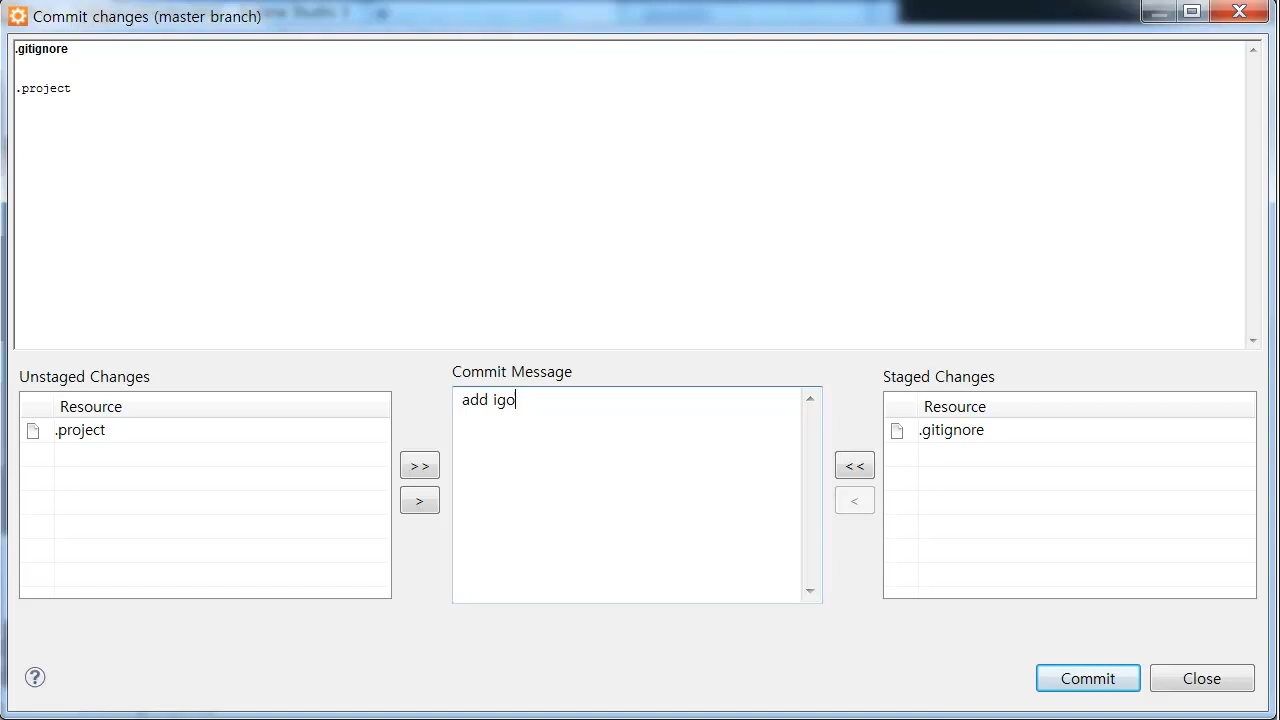 Commit changes (master branch)
.gitignore
.project
Unstaged Changes
Resource
.project
>>
>
Commit Message
add igo
<<
<
Staged Changes
Resource
.gitignore
?
Commit
Close